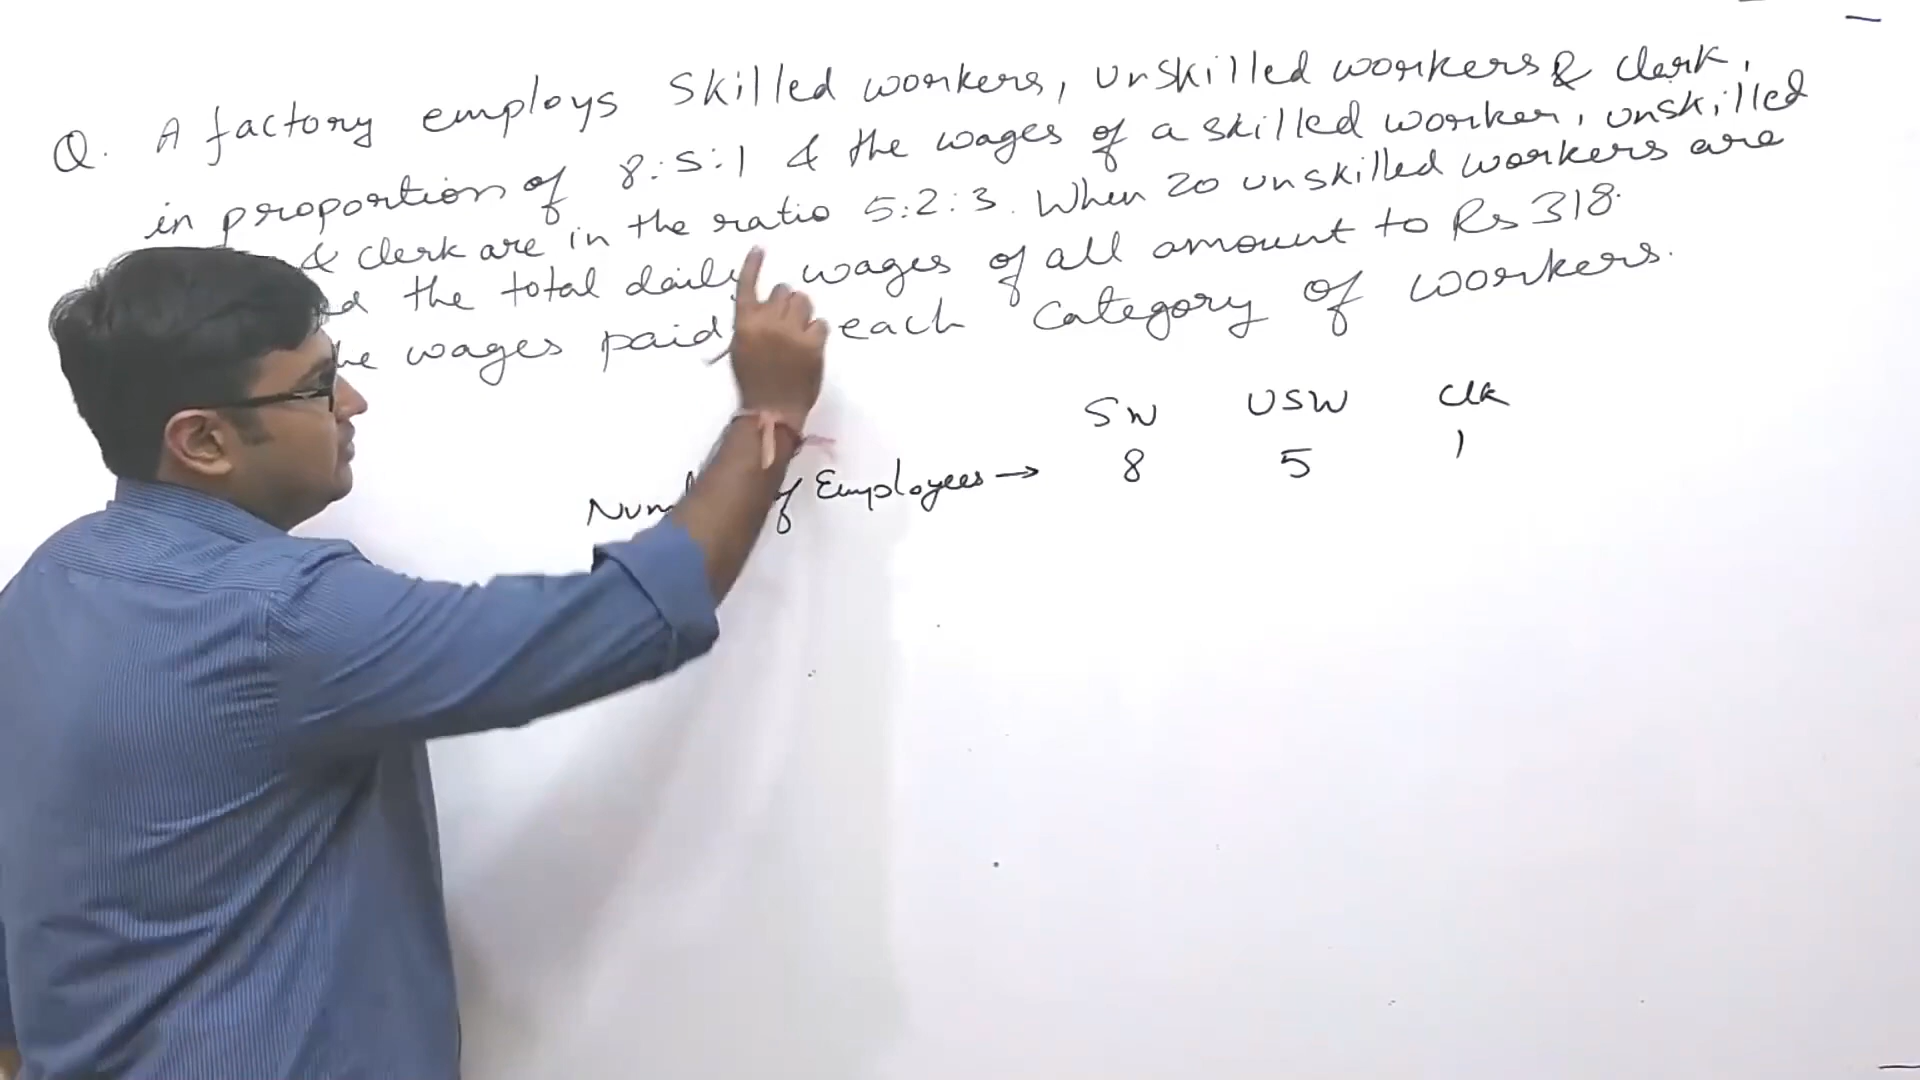 Q. A factory employs skilled workers, unskilled workers & clerk,
in proportion of 8:5:1 & the wages of a skilled worker, unskilled
& clerk are in the ratio 5:2:3. When 20 unskilled workers are
the total daily wages of all amount to Rs 318.
wages paid each category of workers.
SW USW Clk
Employees → 8 5 1